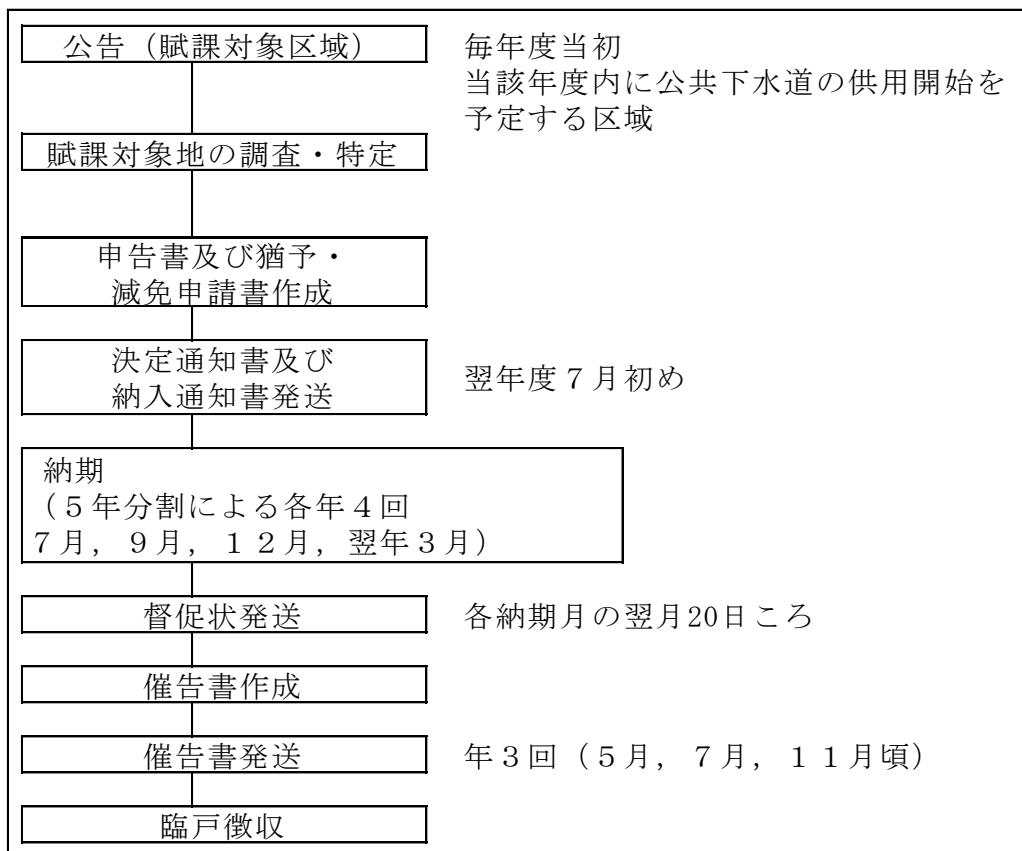 公告（賦課対象区域）
毎年度当初
当該年度内に公共下水道の供用開始を
予定する区域
賦課対象地の調査・特定
申告書及び猶予・
減免申請書作成
決定通知書及び
納入通知書発送
翌年度７月初め
納期
（５年分割による各年４回
７月，９月，１２月，翌年３月）
督促状発送
各納期月の翌月20日ころ
催告書作成
催告書発送
年３回（５月，７月，１１月頃）
臨戸徴収